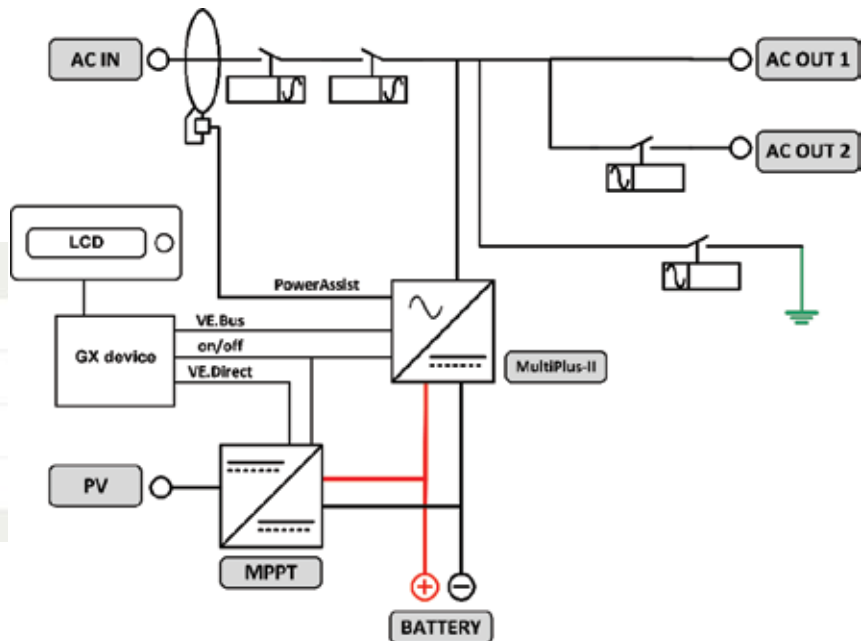 AC IN
AC OUT 1
AC OUT 2
LCD
PowerAssist
VE.Bus
GX device
on/off
MultiPlus-II
VE.Direct
PV
MPPT
BATTERY